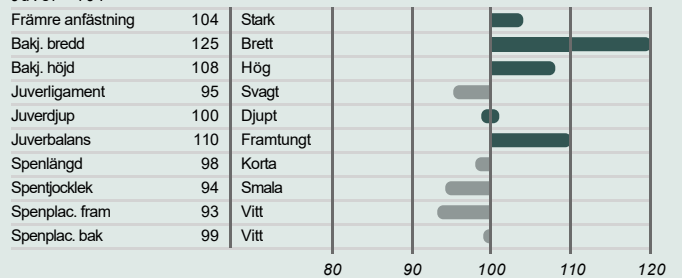 Främre anfästning 104 Stark
Bakj. bredd 125 Brett
Bakj. höjd 108 Hög
Juverligament 95 Svagt
Juverdjup 100 Djupt
Juverbalans 110 Framtungt
Spenlängd 98 Korta
Spentjocklek 94 Smala
Spenplac. fram 93 Vitt
Spenplac. bak 99 Vitt
80 90 100 110 120